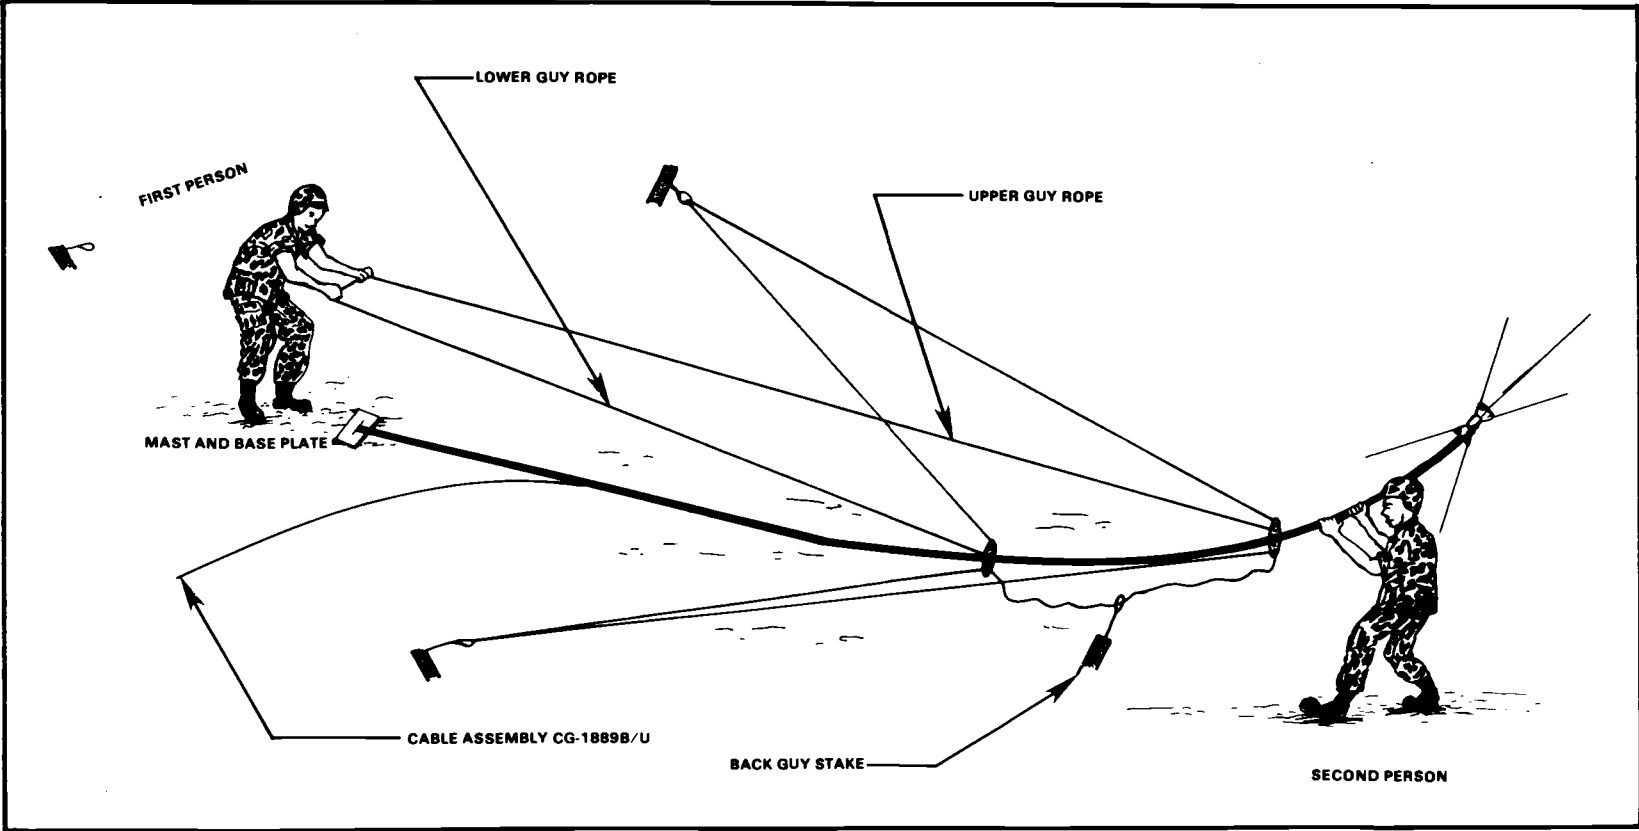 LOWER GUY ROPE
FIRST PERSON
UPPER GUY ROPE
MAST AND BASE PLATE
CABLE ASSEMBLY CG-1889B/U
BACK GUY STAKE
SECOND PERSON